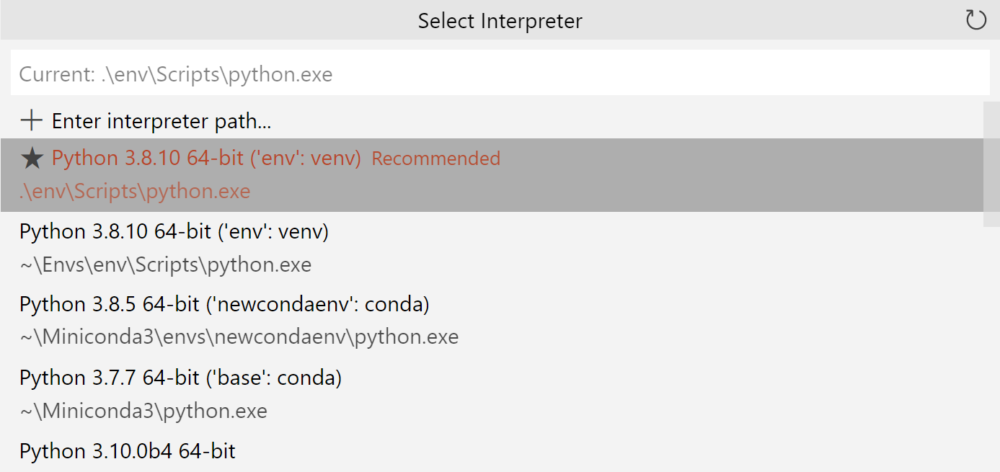 Select Interpreter
Current: .\env\Scripts\python.exe
Enter interpreter path...
Python 3.8.10 64-bit ('env': venv) Recommended
.\env\Scripts\python.exe
Python 3.8.10 64-bit ('env': venv)
~\Envs\env\Scripts\python.exe
Python 3.8.5 64-bit ('newcondaenv': conda)
~\Miniconda3\envs\newcondaenv\python.exe
Python 3.7.7 64-bit ('base': conda)
~\Miniconda3\python.exe
Python 3.10.0b4 64-bit